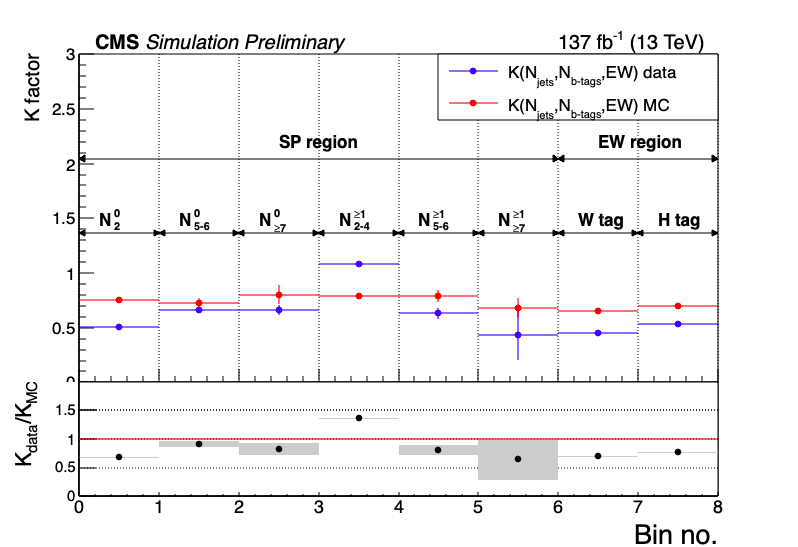 CMS Simulation Preliminary 137 fb⁻¹ (13 TeV)
K factor
3
2.5
2
1.5
1
0.5
0
K(N_jets,N_b-tags,EW) data
K(N_jets,N_b-tags,EW) MC
SP region EW region
N⁰₂ N⁰₅₋₆ N⁰_≥7 N^≥1_2-4 N^≥1_5-6 N^≥1_≥7 W tag H tag
K_data/K_MC
1.5
1
0.5
0
0 1 2 3 4 5 6 7 8
Bin no.